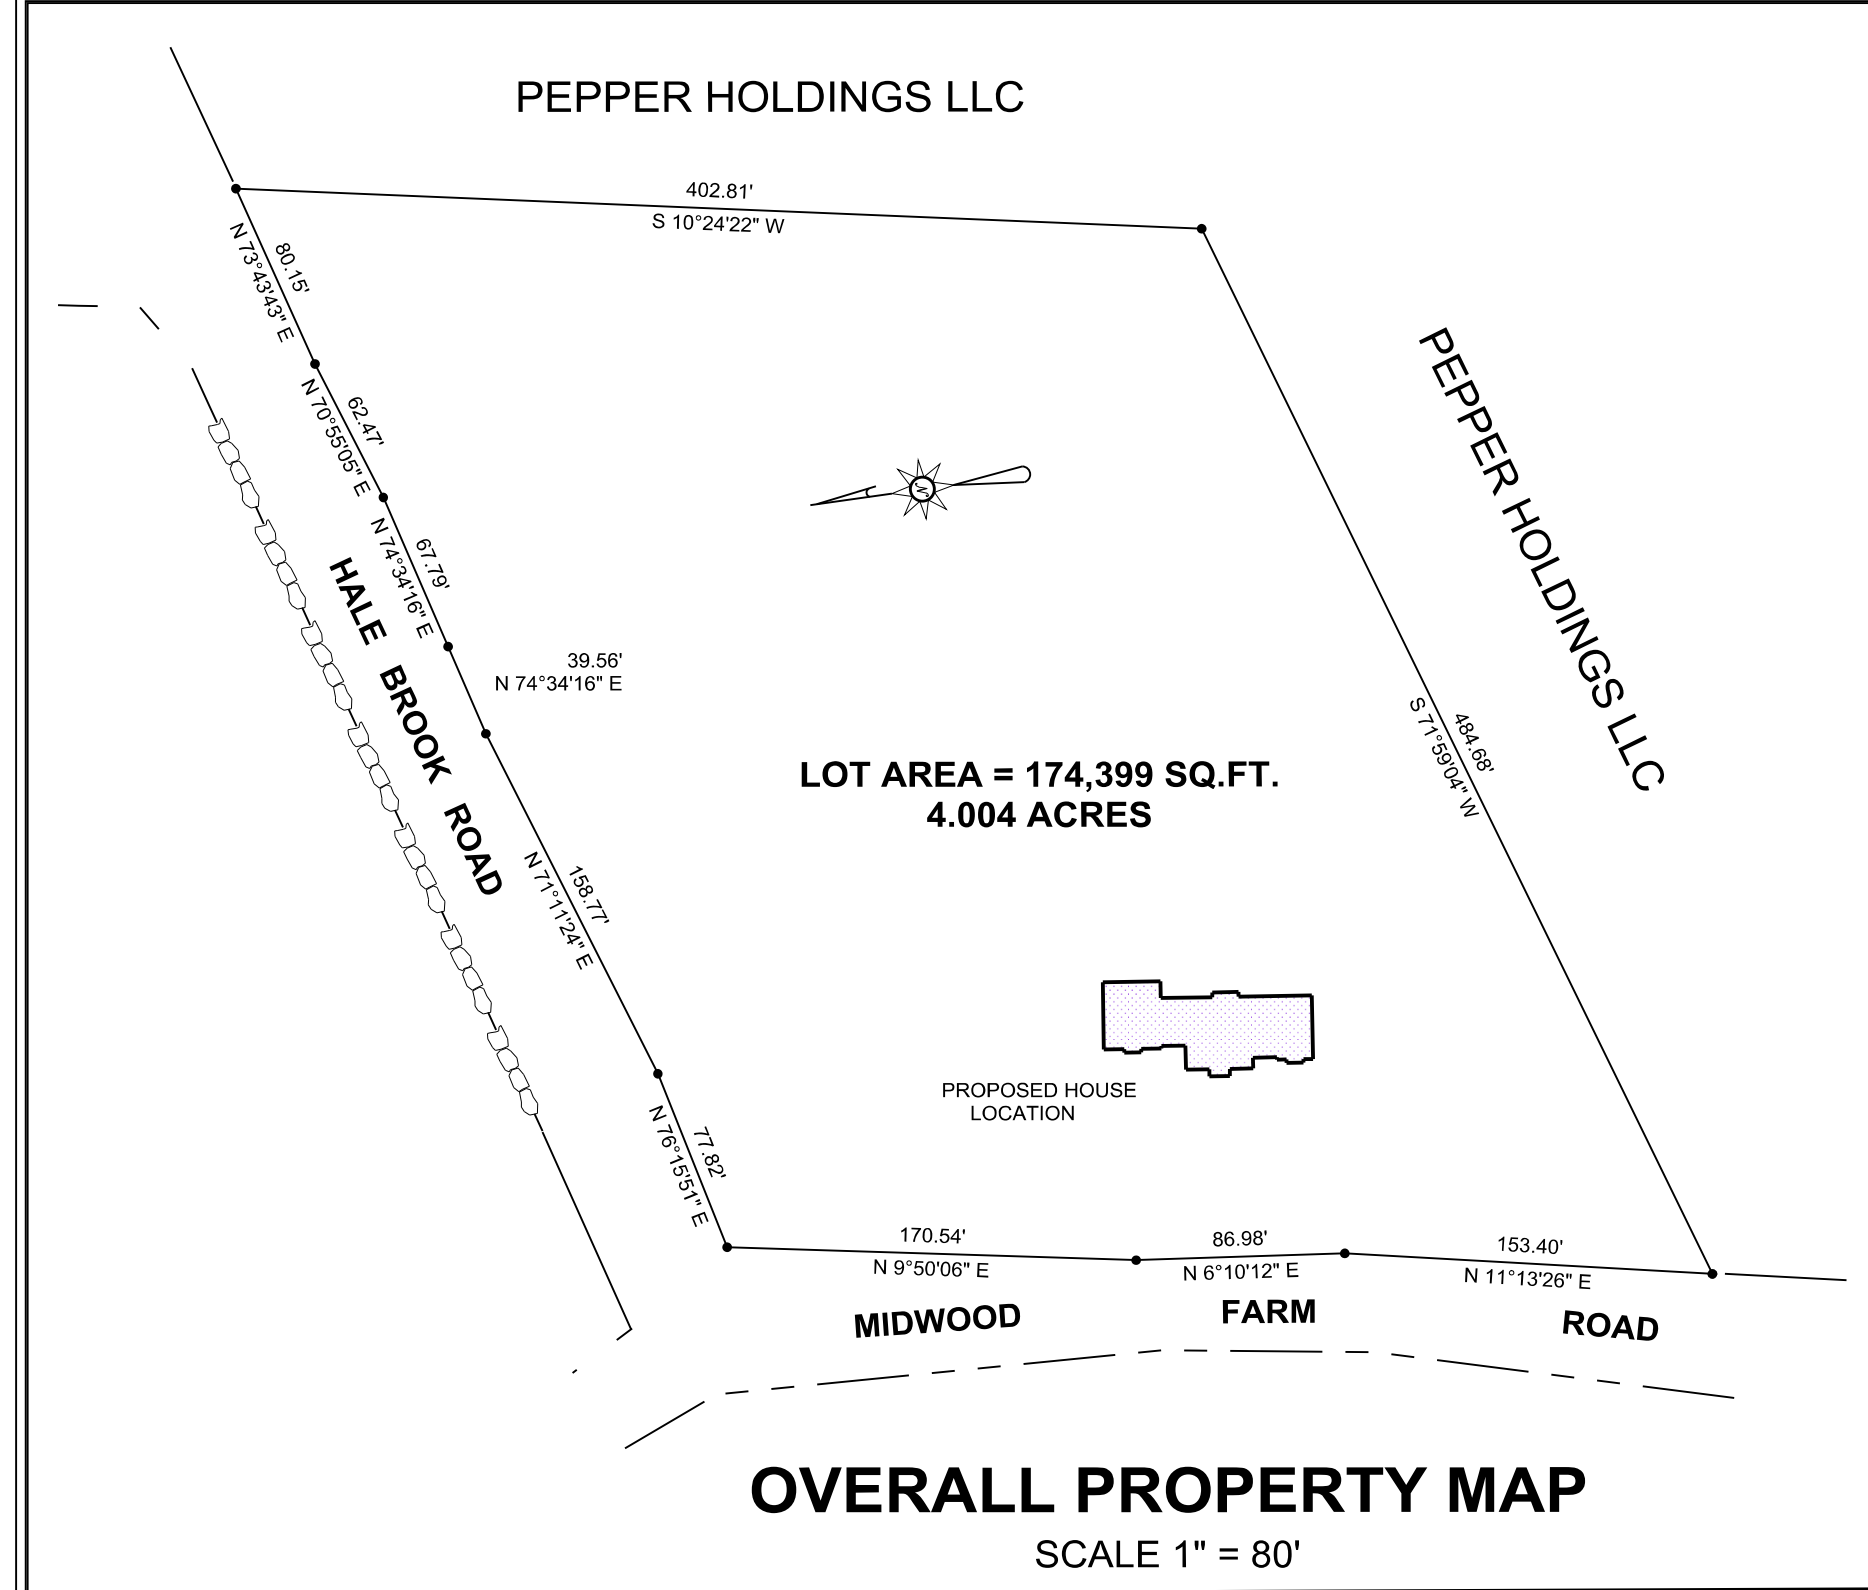 PEPPER HOLDINGS LLC
402.81'
S 10°24'22" W
80.15'
N 73°43'43" E
62.47'
N 70°55'05" E
67.79'
N 74°34'16" E
39.56'
N 74°34'16" E
158.77'
N 71°11'24" E
77.82'
N 76°15'51" E
HALE BROOK ROAD
N
PEPPER HOLDINGS LLC
484.68'
S 71°59'04" W
LOT AREA = 174,399 SQ.FT.
4.004 ACRES
PROPOSED HOUSE
LOCATION
170.54'
N 9°50'06" E
86.98'
N 6°10'12" E
153.40'
N 11°13'26" E
MIDWOOD FARM ROAD
OVERALL PROPERTY MAP
SCALE 1" = 80'